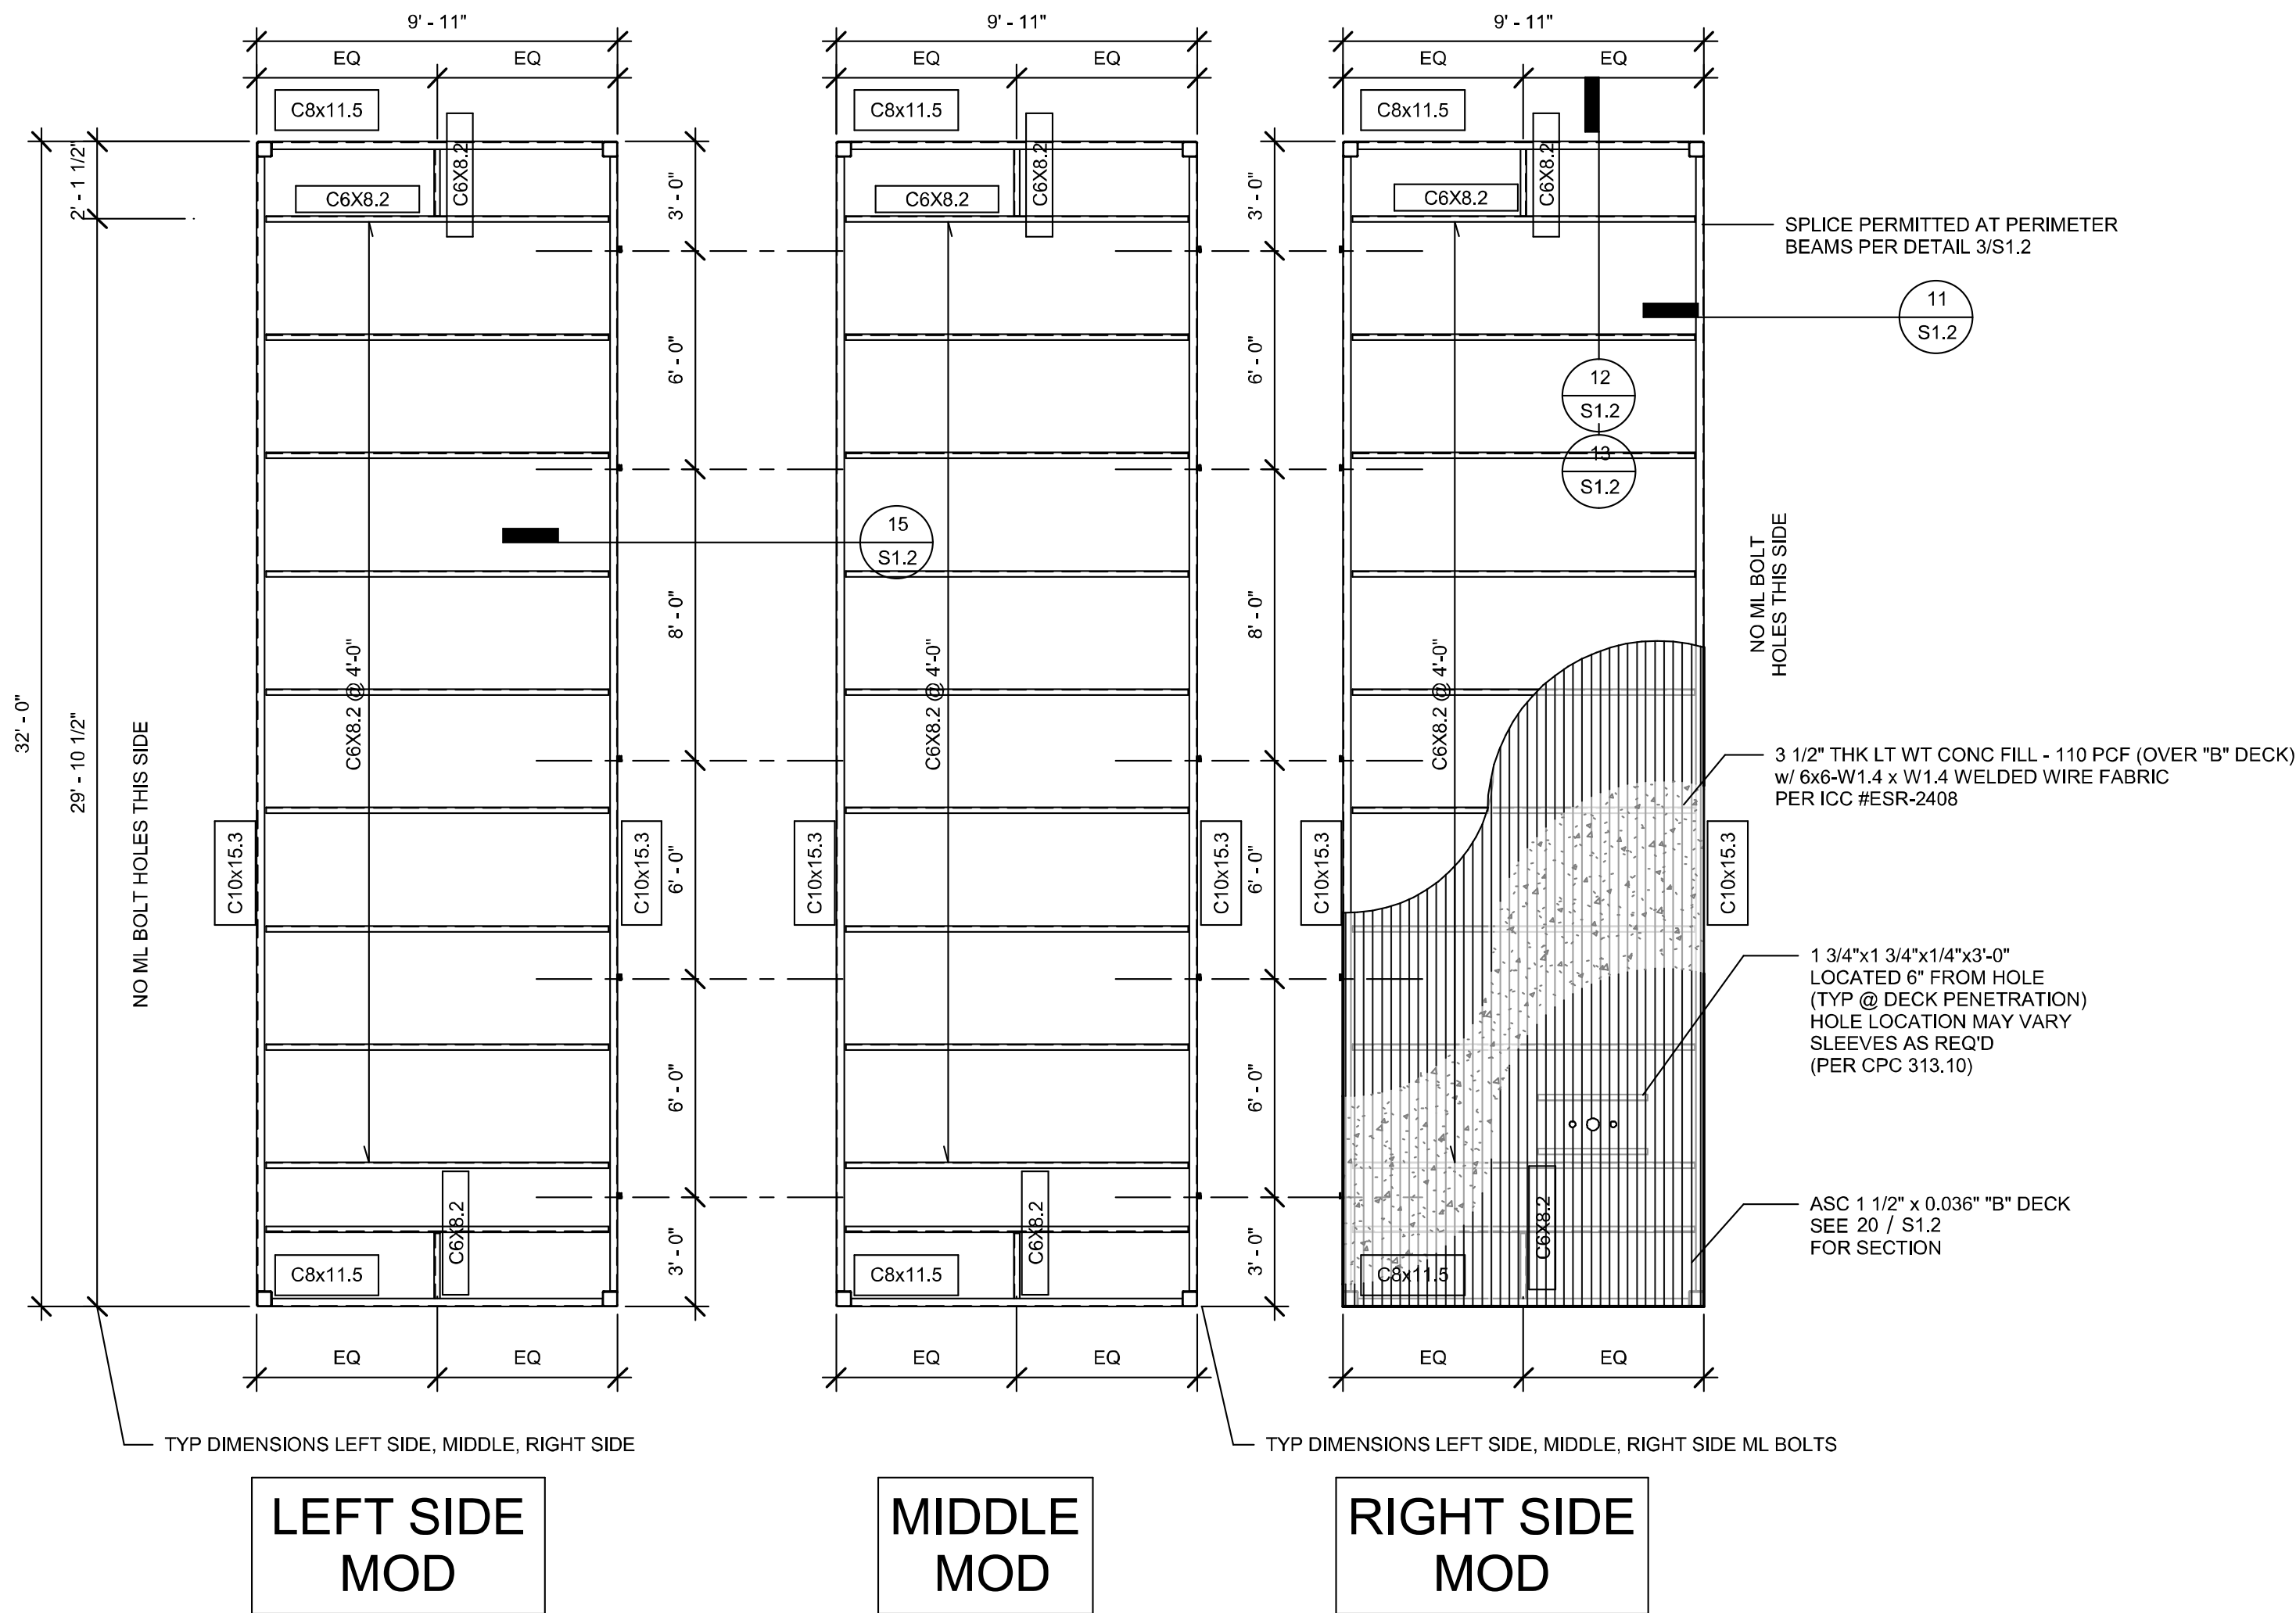 9' - 11"
9' - 11"
9' - 11"
EQ
EQ
EQ
EQ
EQ
EQ
C8x11.5
C8x11.5
C8x11.5
2' - 1 1/2"
C6X8.2
C6X8.2
3' - 0"
C6X8.2
C6X8.2
3' - 0"
C6X8.2
C6X8.2
SPLICE PERMITTED AT PERIMETER
BEAMS PER DETAIL 3/S1.2
11
S1.2
6' - 0"
6' - 0"
12
S1.2
13
S1.2
15
S1.2
NO ML BOLT
HOLES THIS SIDE
8' - 0"
8' - 0"
32' - 0"
29' - 10 1/2"
NO ML BOLT HOLES THIS SIDE
C6X8.2 @ 4'-0"
C6X8.2 @ 4'-0"
C6X8.2 @ 4'-0"
3 1/2" THK LT WT CONC FILL - 110 PCF (OVER "B" DECK)
w/ 6x6-W1.4 x W1.4 WELDED WIRE FABRIC
PER ICC #ESR-2408
C10x15.3
C10x15.3
6' - 0"
C10x15.3
C10x15.3
6' - 0"
C10x15.3
C10x15.3
1 3/4"x1 3/4"x1/4"x3'-0"
LOCATED 6" FROM HOLE
(TYP @ DECK PENETRATION)
HOLE LOCATION MAY VARY
SLEEVES AS REQ'D
(PER CPC 313.10)
6' - 0"
6' - 0"
C6X8.2
C6X8.2
C6X8.2
ASC 1 1/2" x 0.036" "B" DECK
SEE 20 / S1.2
FOR SECTION
3' - 0"
3' - 0"
C8x11.5
C8x11.5
C8x11.5
EQ
EQ
EQ
EQ
EQ
EQ
TYP DIMENSIONS LEFT SIDE, MIDDLE, RIGHT SIDE
TYP DIMENSIONS LEFT SIDE, MIDDLE, RIGHT SIDE ML BOLTS
LEFT SIDE
MOD
MIDDLE
MOD
RIGHT SIDE
MOD